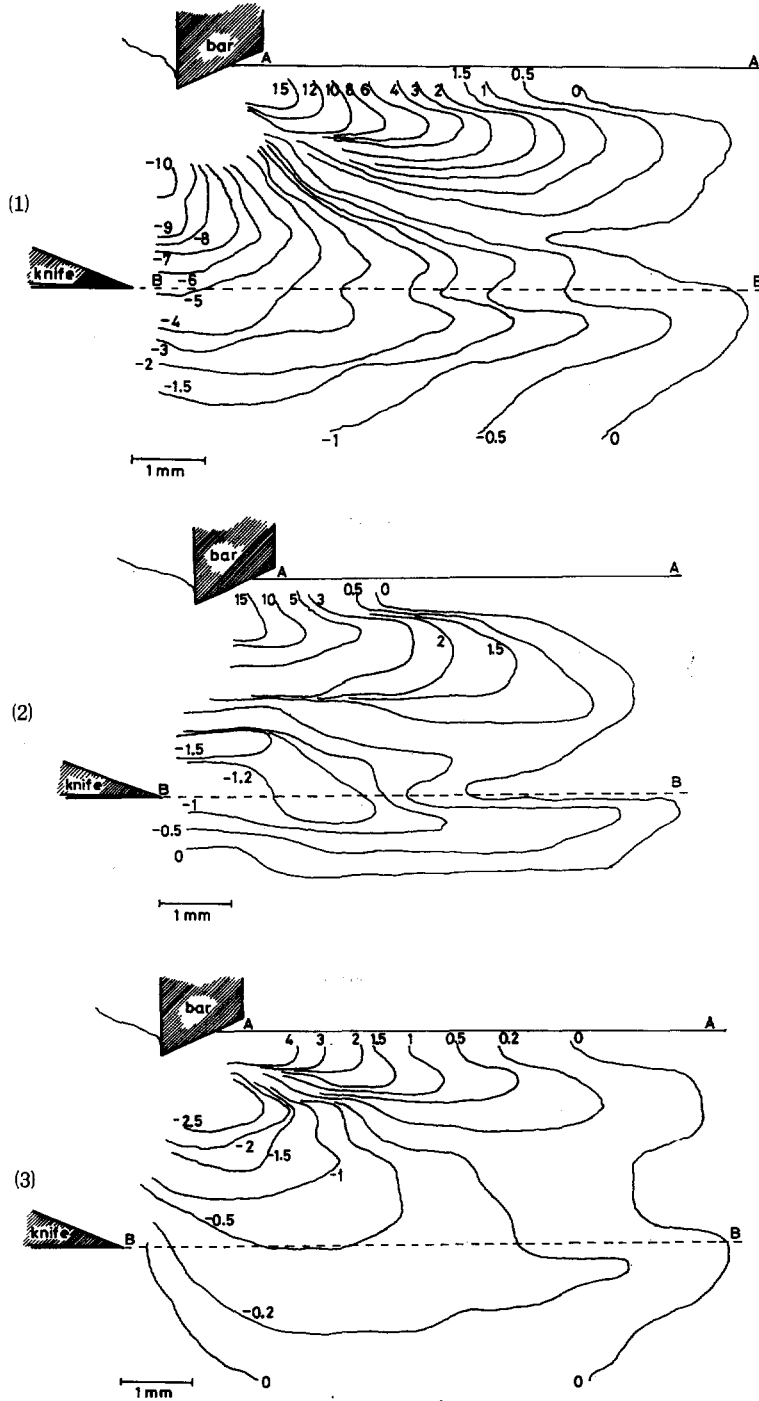 bar
A A
15 12 10 8 6 4 3 2 1.5 1 0.5 0
-10
(1)
-9
-8
-7
knife
B -6 B
-5
-4
-3
-2
-1.5
-1 -0.5 0
1 mm
bar
A A
15 10 5 3 0.5 0
2 1.5
(2)
-1.5
-1.2
knife
B B
-1
-0.5
0
1 mm
bar
A A
4 3 2 1.5 1 0.5 0.2 0
-2.5
-2
-1.5
(3)
-1
-0.5
knife
B B
-0.2
1 mm 0 0